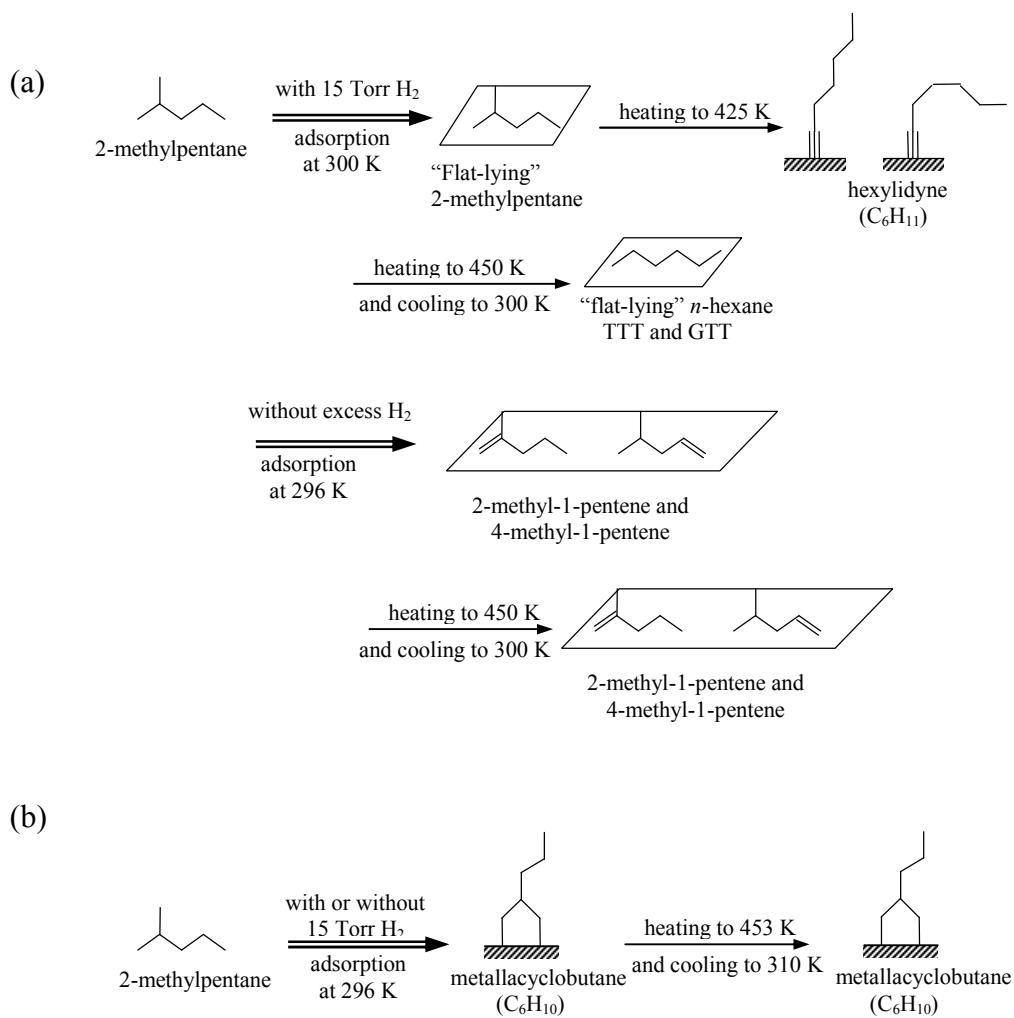 (a)
2-methylpentane
with 15 Torr H₂
adsorption
at 300 K
“Flat-lying”
2-methylpentane
heating to 425 K
hexylidyne
(C₆H₁₁)
heating to 450 K
and cooling to 300 K
“flat-lying” n-hexane
TTT and GTT
without excess H₂
adsorption
at 296 K
2-methyl-1-pentene and
4-methyl-1-pentene
heating to 450 K
and cooling to 300 K
2-methyl-1-pentene and
4-methyl-1-pentene
(b)
2-methylpentane
with or without
15 Torr H₂
adsorption
at 296 K
metallacyclobutane
(C₆H₁₀)
heating to 453 K
and cooling to 310 K
metallacyclobutane
(C₆H₁₀)